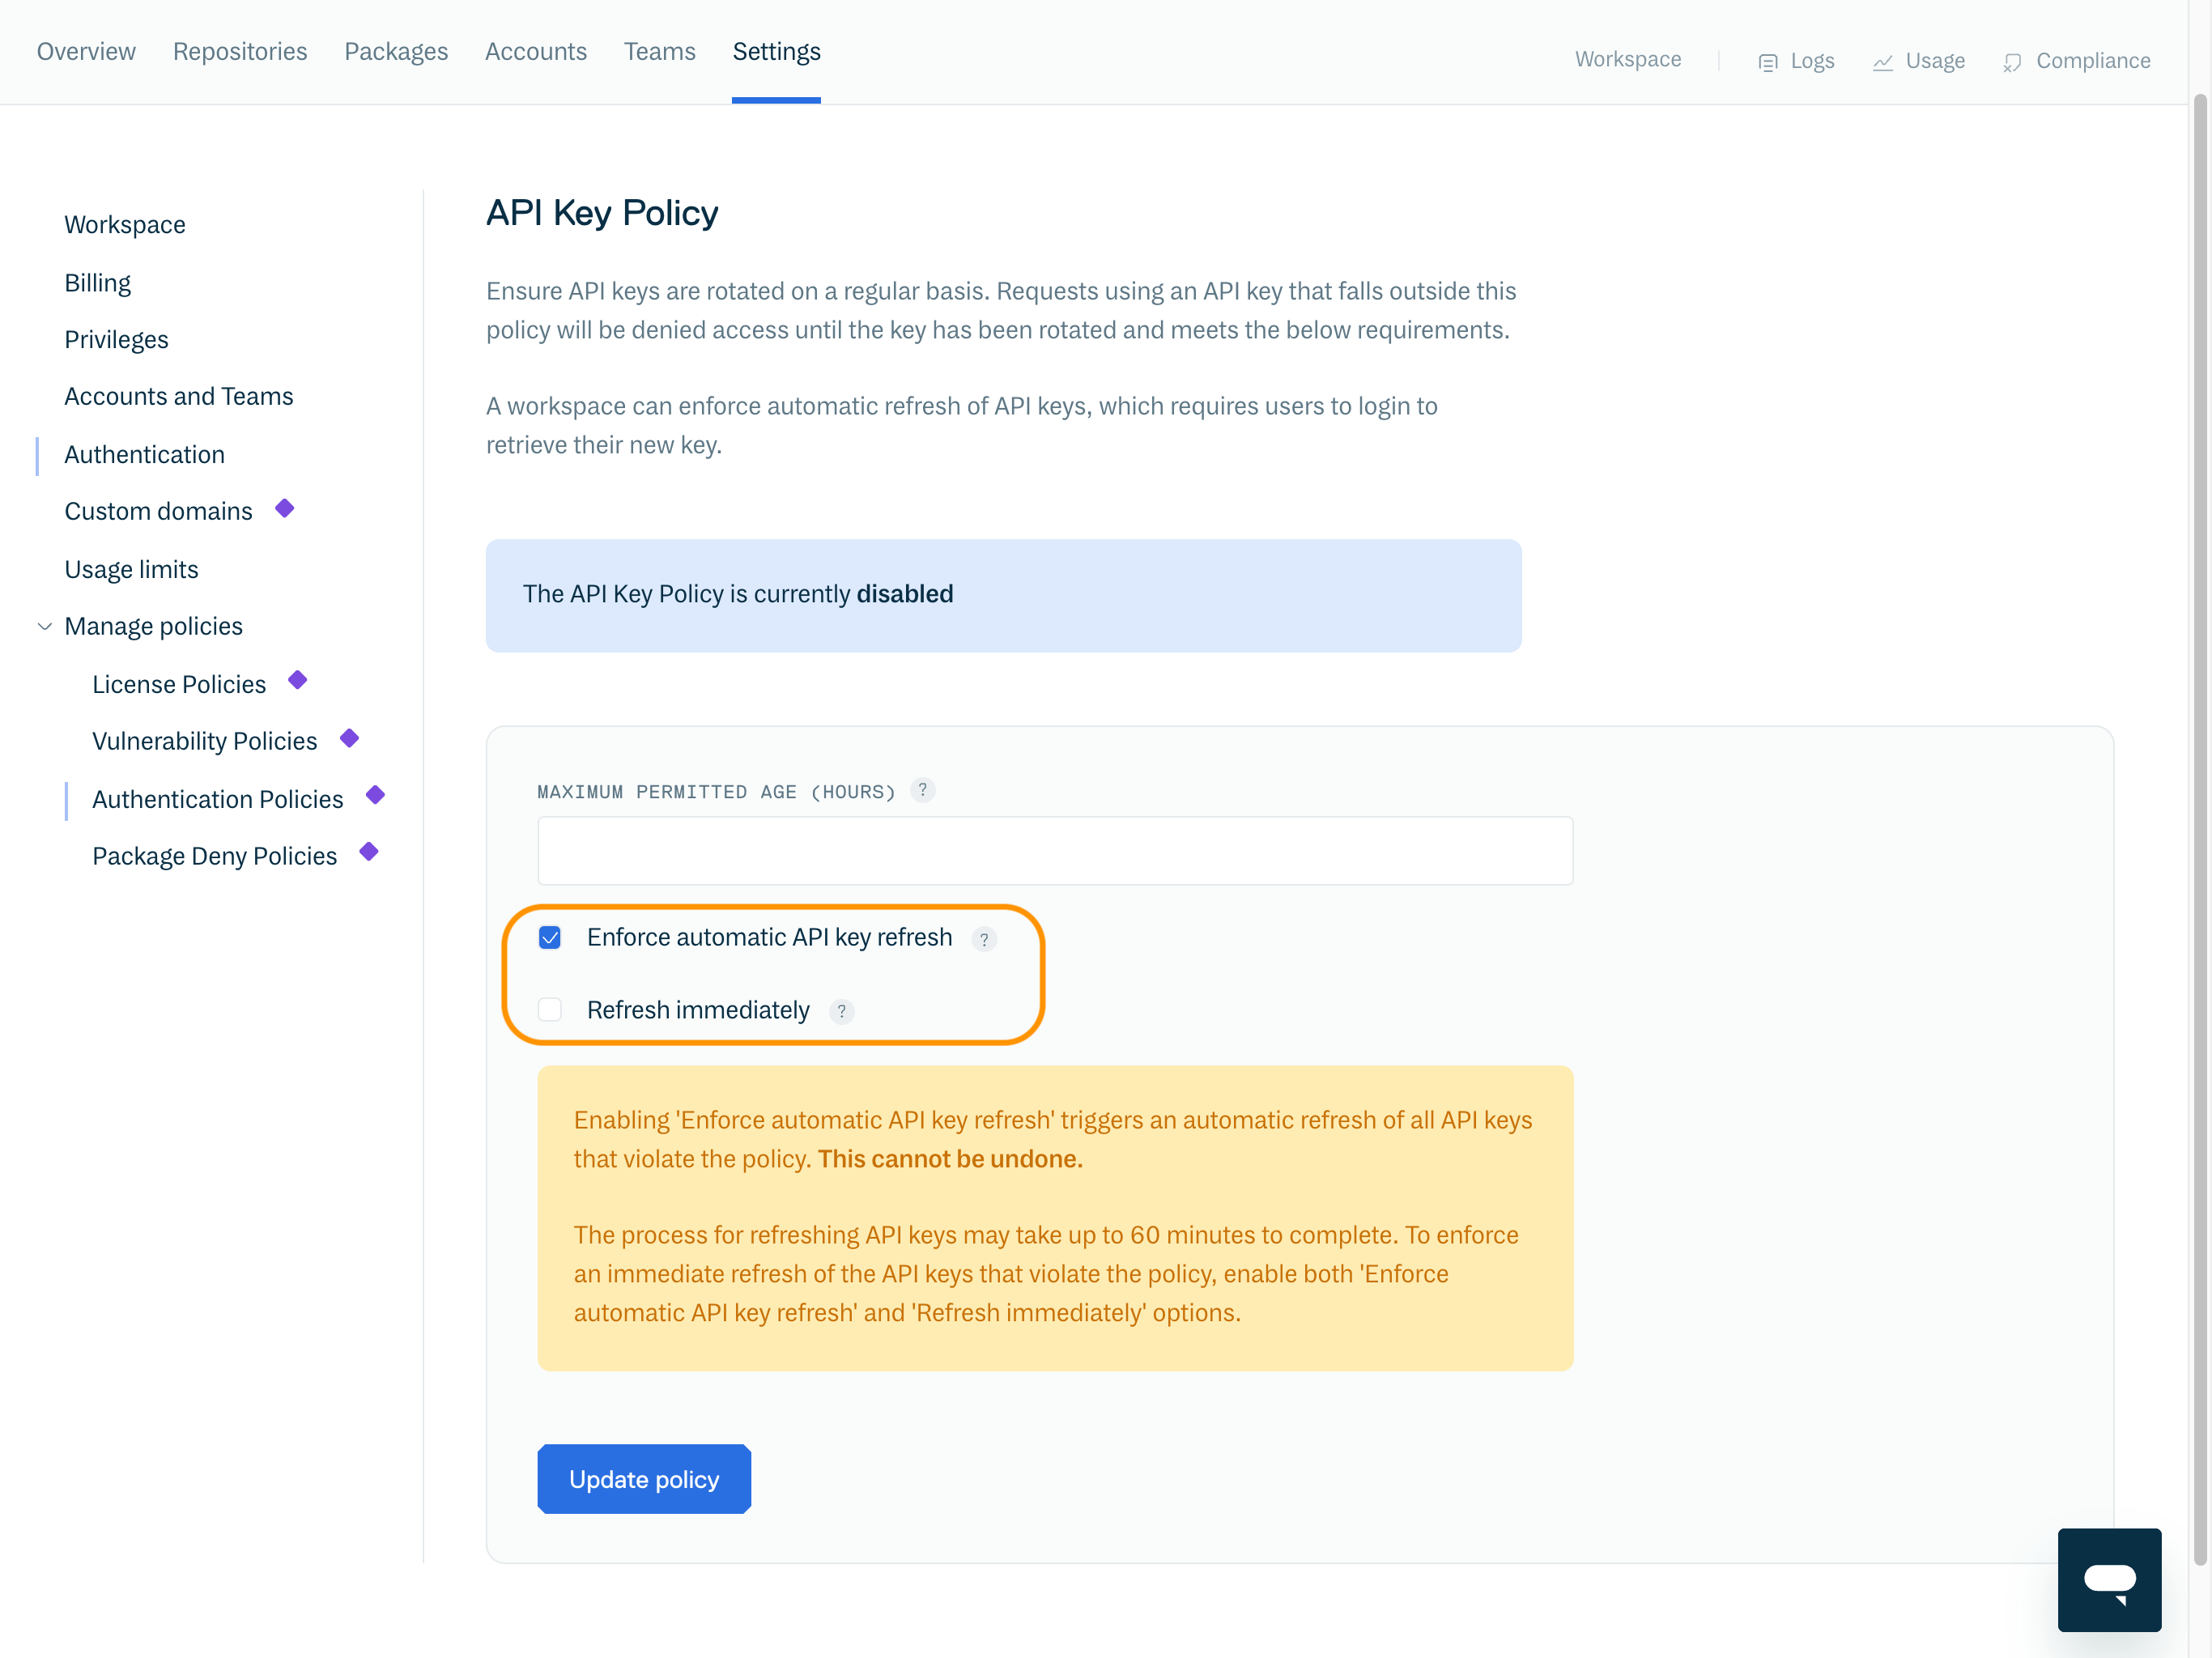 Overview Repositories Packages Accounts Teams Settings
Workspace Logs Usage Compliance
Workspace
Billing
Privileges
Accounts and Teams
Authentication
Custom domains
Usage limits
Manage policies
License Policies
Vulnerability Policies
Authentication Policies
Package Deny Policies
API Key Policy
Ensure API keys are rotated on a regular basis. Requests using an API key that falls outside this
policy will be denied access until the key has been rotated and meets the below requirements.
A workspace can enforce automatic refresh of API keys, which requires users to login to
retrieve their new key.
The API Key Policy is currently disabled
MAXIMUM PERMITTED AGE (HOURS) ?
Enforce automatic API key refresh ?
Refresh immediately ?
Enabling 'Enforce automatic API key refresh' triggers an automatic refresh of all API keys
that violate the policy. This cannot be undone.
The process for refreshing API keys may take up to 60 minutes to complete. To enforce
an immediate refresh of the API keys that violate the policy, enable both 'Enforce
automatic API key refresh' and 'Refresh immediately' options.
Update policy